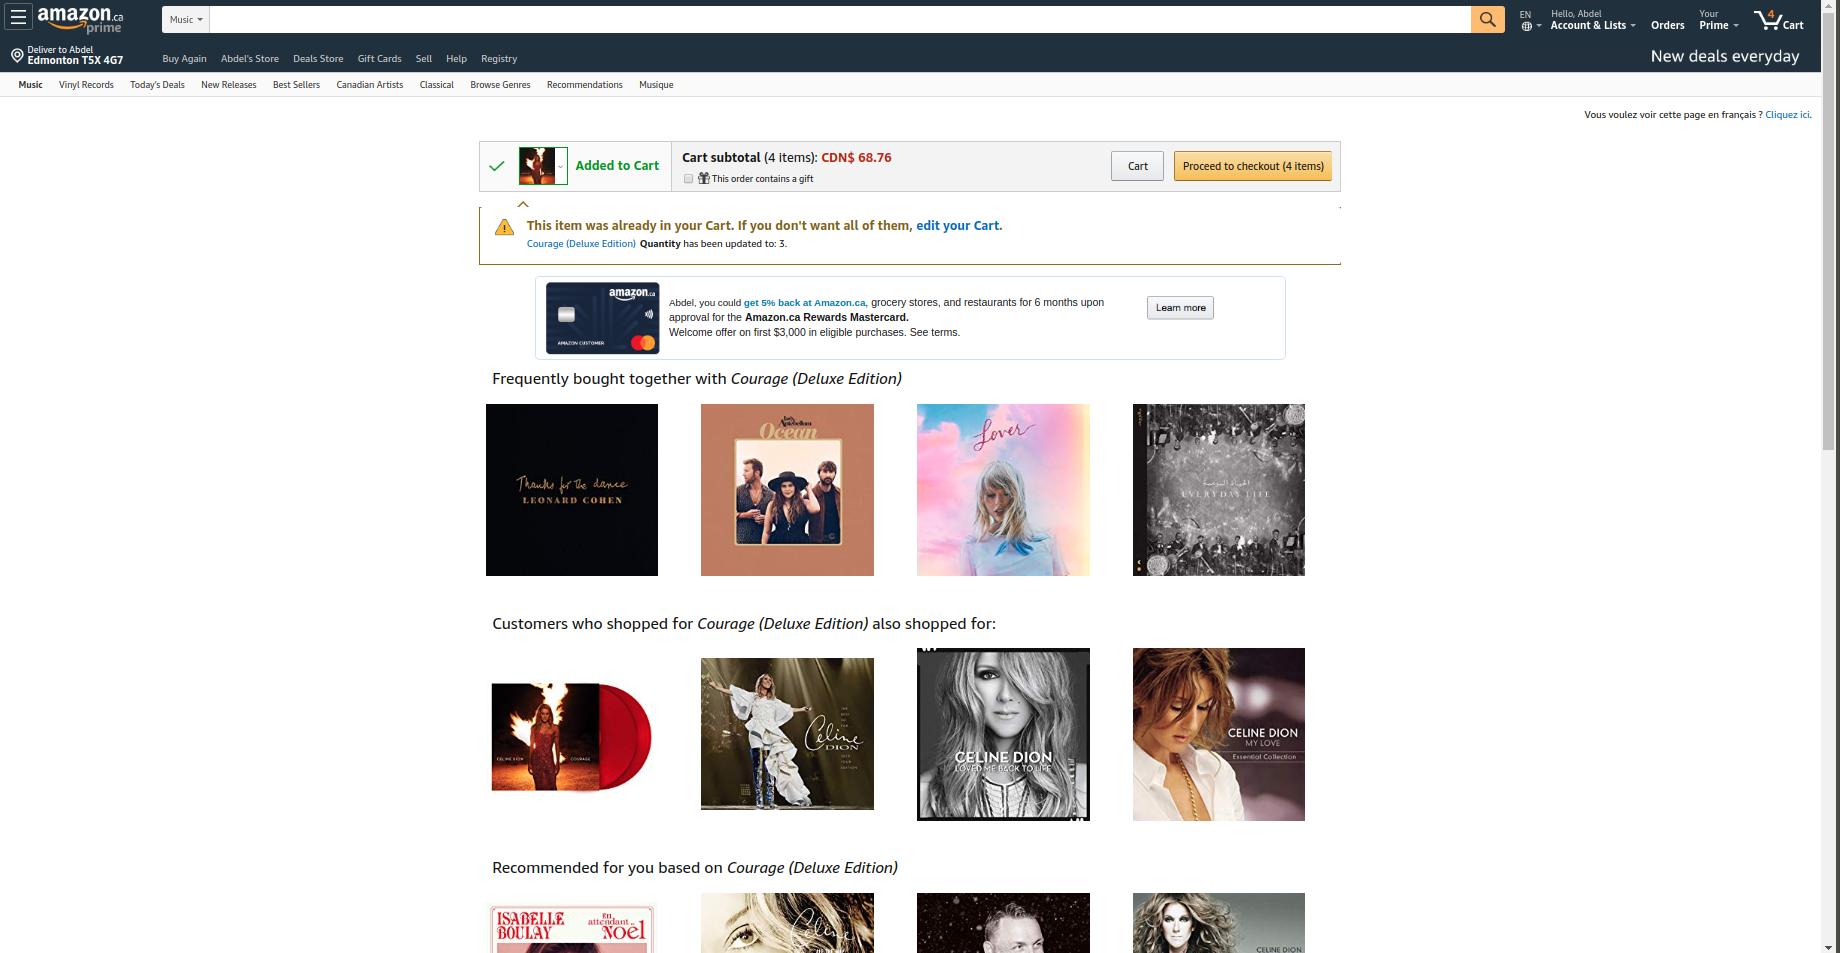 amazon.ca
prime
Music
EN
Hello, Abdel
Account & Lists
Orders
Your
Prime
4
Cart
Deliver to Abdel
Edmonton T5X 4G7
Buy Again
Abdel's Store
Deals Store
Gift Cards
Sell
Help
Registry
New deals everyday
Music
Vinyl Records
Today's Deals
New Releases
Best Sellers
Canadian Artists
Classical
Browse Genres
Recommendations
Musique
Vous voulez voir cette page en français ? Cliquez ici.
Added to Cart
Cart subtotal (4 items): CDN$ 68.76
This order contains a gift
Cart
Proceed to checkout (4 items)
This item was already in your Cart. If you don't want all of them, edit your Cart.
Courage (Deluxe Edition) Quantity has been updated to: 3.
amazon.ca
AMAZON CUSTOMER
Abdel, you could get 5% back at Amazon.ca, grocery stores, and restaurants for 6 months upon
approval for the Amazon.ca Rewards Mastercard.
Welcome offer on first $3,000 in eligible purchases. See terms.
Learn more
Frequently bought together with Courage (Deluxe Edition)
Thanks for the dance
LEONARD COHEN
Lady
Antebellum
Ocean
Lover
EVERYDAY LIFE
Customers who shopped for Courage (Deluxe Edition) also shopped for:
CELINE DION
COURAGE
Céline
DION
CELINE DION
LOVED ME BACK TO LIFE
CELINE DION
MY LOVE
Essential Collection
Recommended for you based on Courage (Deluxe Edition)
ISABELLE
BOULAY
En
attendant
Noël
Céline
CELINE DION